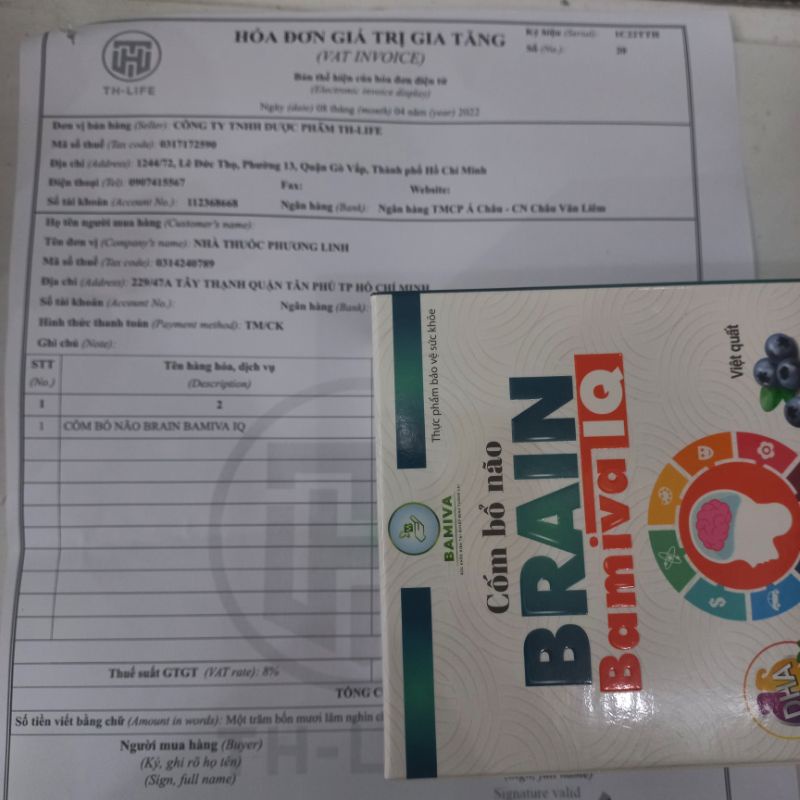 HÓA ĐƠN GIÁ TRỊ GIA TĂNG
(VAT INVOICE)
Ký hiệu (Serial):
Số (No.):
TH-LIFE
Bản thể hiện của hóa đơn điện tử
(Electronic invoice display)
Ngày (date) 08 tháng (month) 04 năm (year) 2022
Đơn vị bán hàng (Seller): CÔNG TY TNHH DƯỢC PHẨM TH-LIFE
Mã số thuế (Tax code): 0317172590
Địa chỉ (Address): 1244/72, Lê Đức Thọ, Phường 13, Quận Gò Vấp, Thành phố Hồ Chí Minh
Điện thoại (Tel): 0907415567 Fax: Website:
Số tài khoản (Account No.): 112368668 Ngân hàng (Bank): Ngân hàng TMCP Á Châu - CN Châu Văn Liêm
Họ tên người mua hàng (Customer's name):
Tên đơn vị (Company's name): NHÀ THUỐC PHƯƠNG LINH
Mã số thuế (Tax code): 0314240789
Địa chỉ (Address): 229/47A TÂY THẠNH QUẬN TÂN PHÚ TP HỒ CHÍ MINH
Số tài khoản (Account No.): Ngân hàng (Bank):
Hình thức thanh toán (Payment method): TM/CK
Ghi chú (Note):
STT Tên hàng hóa, dịch vụ
(No.) (Description)
1 2
1 CỐM BỔ NÃO BRAIN BAMIVA IQ
Thuế suất GTGT (VAT rate): 8%
TỔNG
Số tiền viết bằng chữ (Amount in words): Một trăm bốn mươi lăm nghìn
Người mua hàng (Buyer)
(Ký, ghi rõ họ tên)
(Sign, full name)
TH-LIFE
Signature valid
Thực phẩm bảo vệ sức khỏe
BAMIVA
Cốm bổ não
BRAIN
Bamiva IQ
Việt quất
DHA